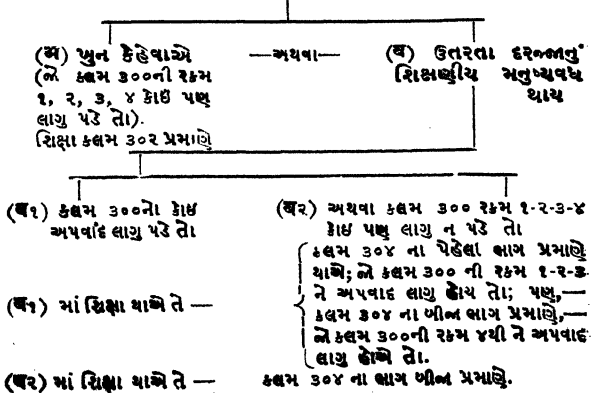 (અ) ખુન કેહેવાએ —અથવા— (બ) ઉતરતા દરજ્જાનું
(જો કલમ ૩૦૦ની રકમ શિક્ષણીય મનુષ્યવધ
૧, ૨, ૩, ૪ કોઇ પણ થાય
લાગુ પડે તો).
શિક્ષા કલમ ૩૦૨ પ્રમાણે
(બ૧) કલમ ૩૦૦નો કોઇ (બ૨) અથવા કલમ ૩૦૦ રકમ ૧-૨-૩-૪
અપવાદ લાગુ પડે તો કોઇ પણ લાગુ ન પડે તો
કલમ ૩૦૪ ના પેહેલા ભાગ પ્રમાણે
થાએ; જો કલમ ૩૦૦ ની રકમ ૧-૨-૩
(બ૧) માં શિક્ષા થાએ તે — ને અપવાદ લાગુ હોય તો; પણ,—
કલમ ૩૦૪ ના બીજા ભાગ પ્રમાણે,—
જો કલમ ૩૦૦ની રકમ ૪થી ને અપવાદ
લાગુ હોએ તો.
(બ૨) માં શિક્ષા થાએ તે — કલમ ૩૦૪ ના ભાગ બીજા પ્રમાણે.